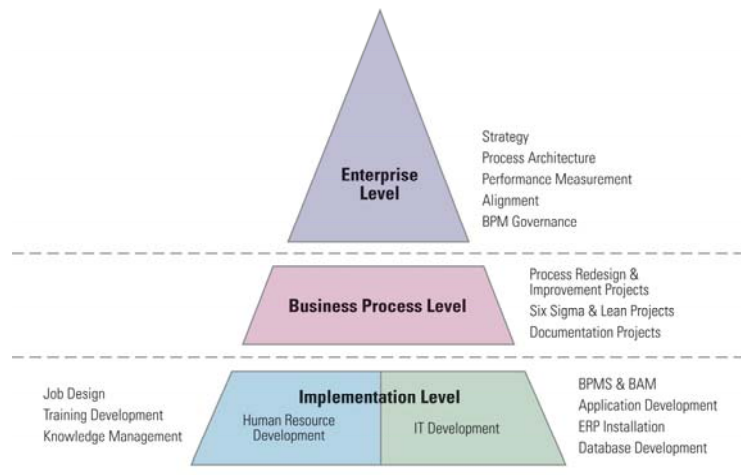 Enterprise
Level
Strategy
Process Architecture
Performance Measurement
Alignment
BPM Governance
Business Process Level
Process Redesign &
Improvement Projects
Six Sigma & Lean Projects
Documentation Projects
Job Design
Training Development
Knowledge Management
Implementation Level
Human Resource
Development
IT Development
BPMS & BAM
Application Development
ERP Installation
Database Development